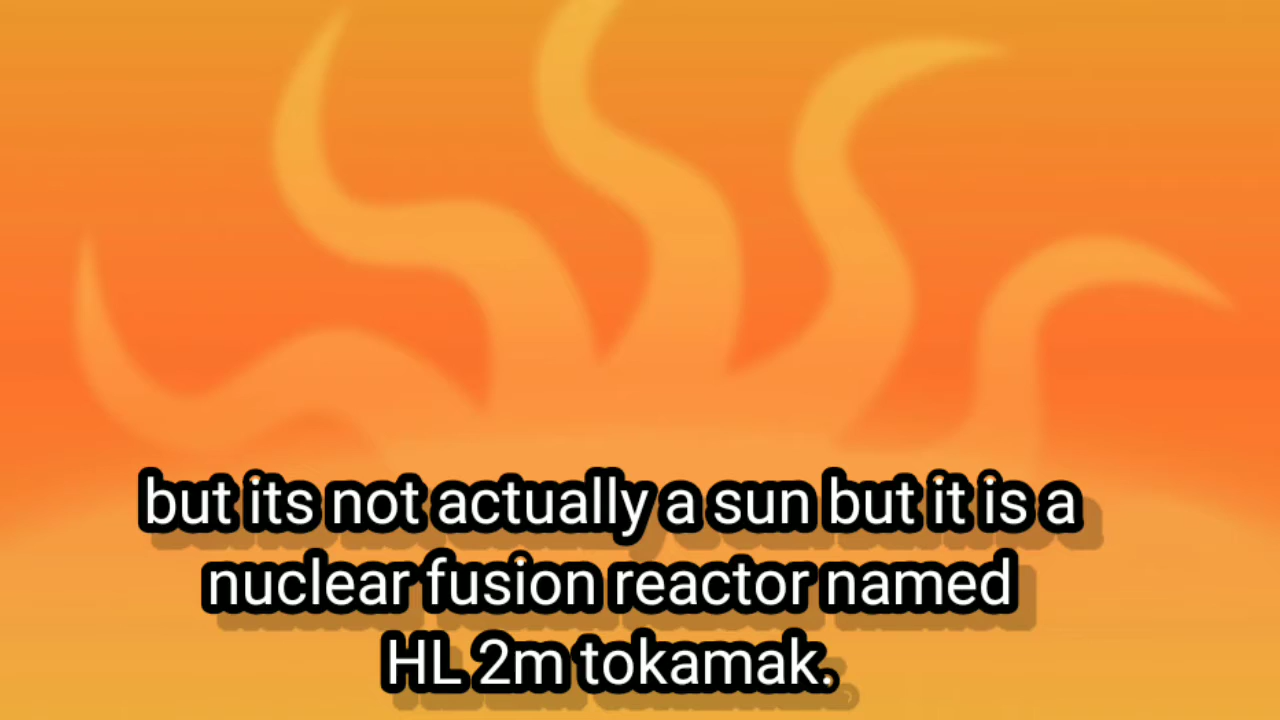 but its not actually a sun but it is a
nuclear fusion reactor named
HL 2m tokamak.